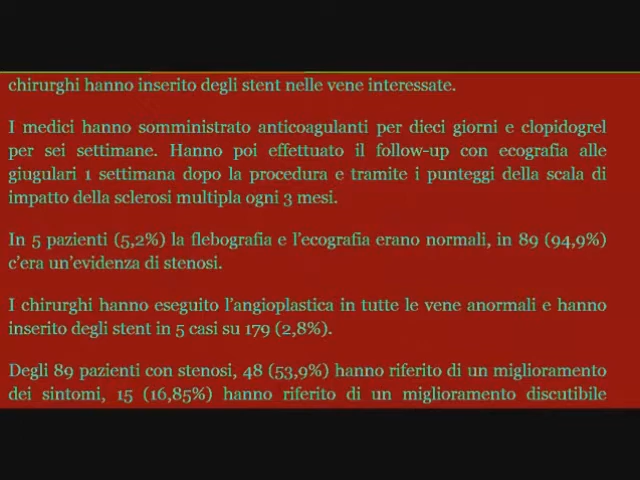 chirurghi hanno inserito degli stent nelle vene interessate.
I medici hanno somministrato anticoagulanti per dieci giorni e clopidogrel
per sei settimane. Hanno poi effettuato il follow-up con ecografia alle
giugulari 1 settimana dopo la procedura e tramite i punteggi della scala di
impatto della sclerosi multipla ogni 3 mesi.
In 5 pazienti (5,2%) la flebografia e l'ecografia erano normali, in 89 (94,9%)
c'era un'evidenza di stenosi.
I chirurghi hanno eseguito l'angioplastica in tutte le vene anormali e hanno
inserito degli stent in 5 casi su 179 (2,8%).
Degli 89 pazienti con stenosi, 48 (53,9%) hanno riferito di un miglioramento
dei sintomi, 15 (16,85%) hanno riferito di un miglioramento discutibile